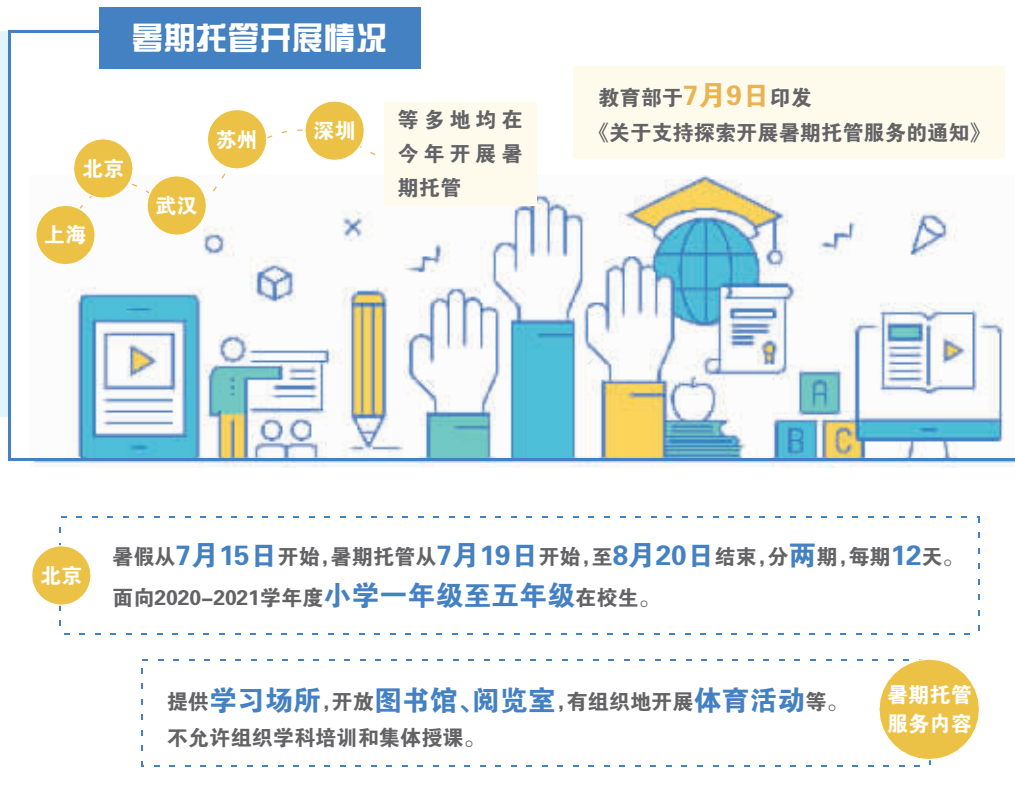 暑期托管开展情况
教育部于7月9日印发
《关于支持探索开展暑期托管服务的通知》
上海
北京
武汉
苏州
深圳
等多地均在
今年开展暑
期托管
A
B
C
北京
暑假从7月15日开始,暑期托管从7月19日开始,至8月20日结束,分两期,每期12天。
面向2020-2021学年度小学一年级至五年级在校生。
提供学习场所,开放图书馆、阅览室,有组织地开展体育活动等。
不允许组织学科培训和集体授课。
暑期托管
服务内容